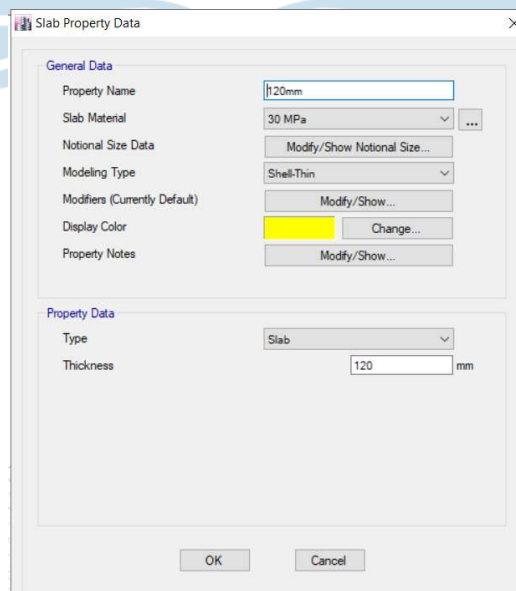 Slab Property Data
General Data
Property Name 120mm
Slab Material 30 MPa ...
Notional Size Data Modify/Show Notional Size...
Modeling Type Shell-Thin
Modifiers (Currently Default) Modify/Show...
Display Color Change...
Property Notes Modify/Show...
Property Data
Type Slab
Thickness 120 mm
OK Cancel